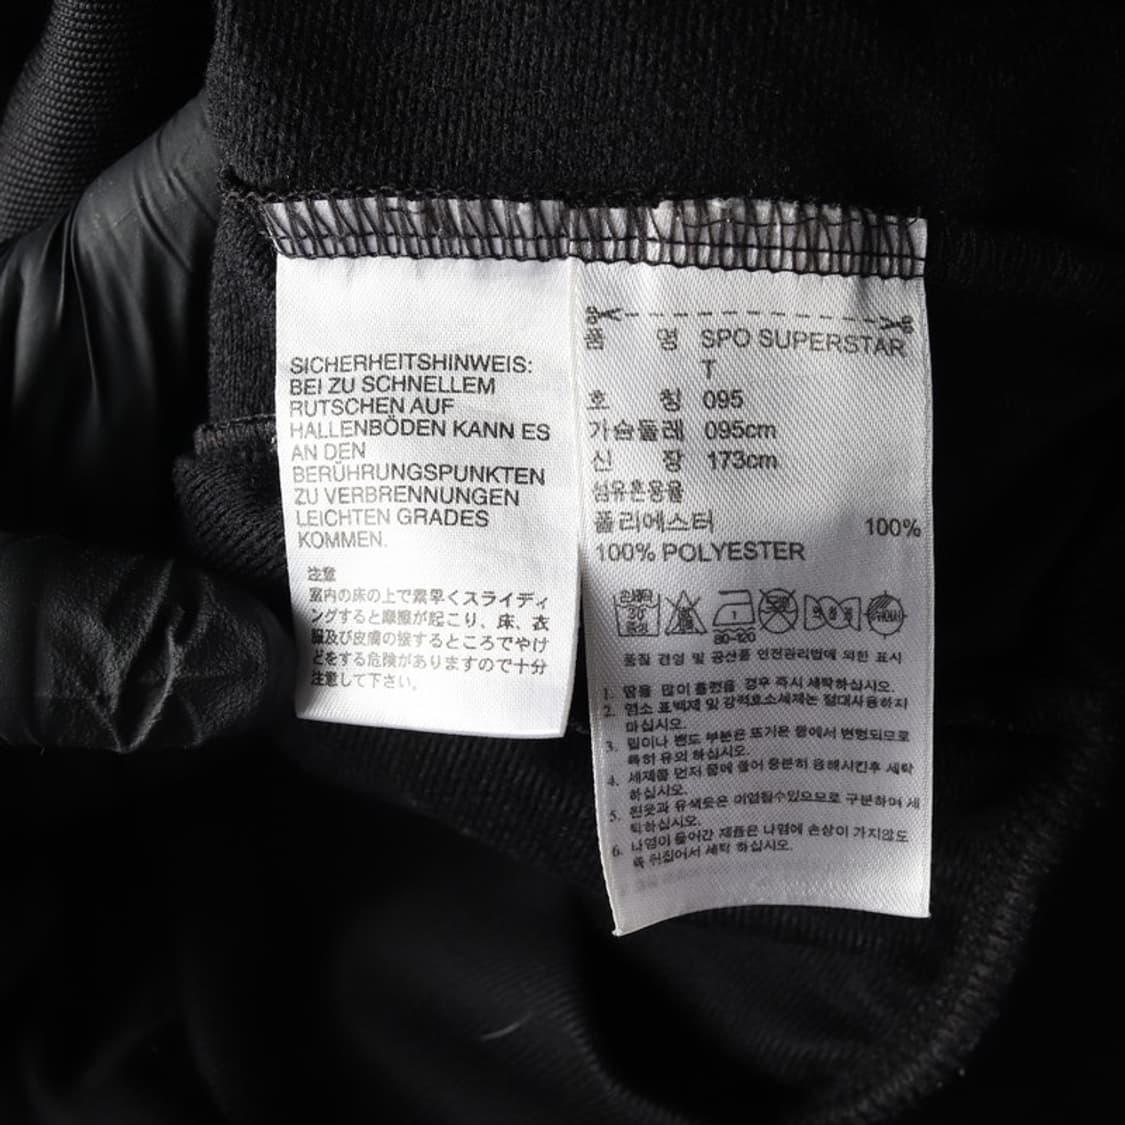 SICHERHEITSHINWEIS:
BEI ZU SCHNELLEM
RUTSCHEN AUF
HALLENBÖDEN KANN ES
AN DEN
BERÜHRUNGSPUNKTEN
ZU VERBRENNUNGEN
LEICHTEN GRADES
KOMMEN.
注意
室内の床の上で素早くスライディ
ングすると摩擦が起こり、床、衣
服及び皮膚の接するところでやけ
どをする危険がありますので十分
注意して下さい。
품 명 SPO SUPERSTAR
T
호 칭 095
가슴둘레 095cm
신 장 173cm
섬유혼용율
폴리에스터 100%
100% POLYESTER
손세탁
30
중성
80-120
품질 경영 및 공산품 안전관리법에 의한 표시
1. 땀을 많이 흘렸을 경우 즉시 세탁하십시오.
2. 염소 표백제 및 강력효소세제는 절대사용하지
마십시오.
3. 밑이나 밴드 부분은 뜨거운 물에서 변형되므로
특히 유의 하십시오.
4. 세제를 먼저 물에 풀어 충분히 용해시킨후 세탁
하십시오.
5. 흰옷과 유색옷은 이염될수있으므로 구분하여 세
탁하십시오.
6. 나염이 들어간 제품은 나염에 손상이 가지않도
록 뒤집어서 세탁 하십시오.